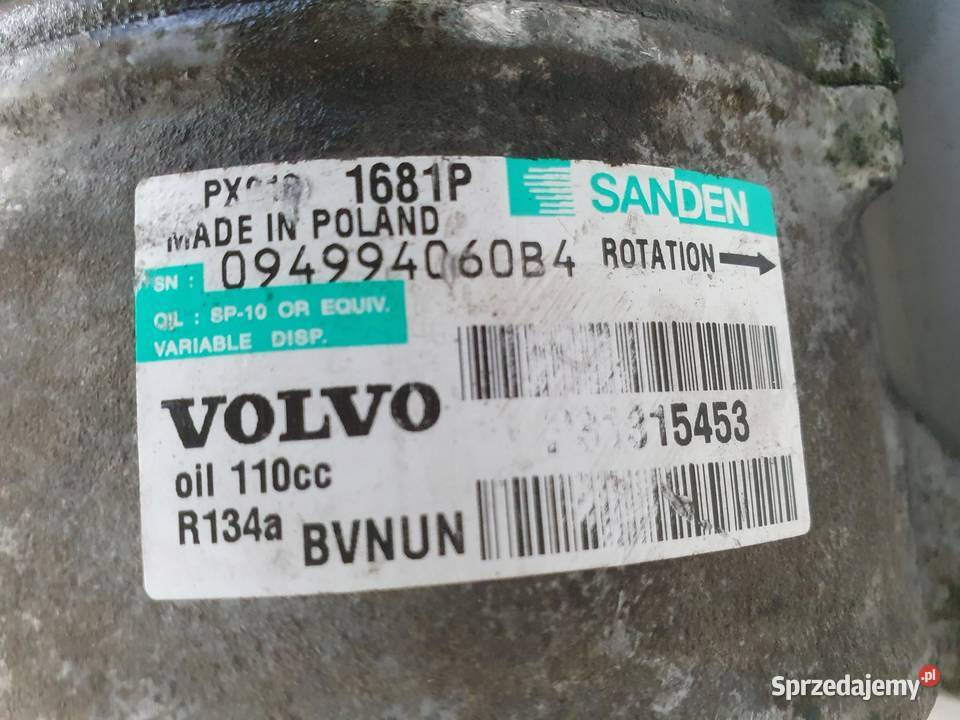 1681P
SANDEN
MADE IN POLAND
SN : 094994060B4
ROTATION
OIL : SP-10 OR EQUIV.
VARIABLE DISP.
VOLVO
oil 110cc
R134a BVNUN
Sprzedajemy.pl